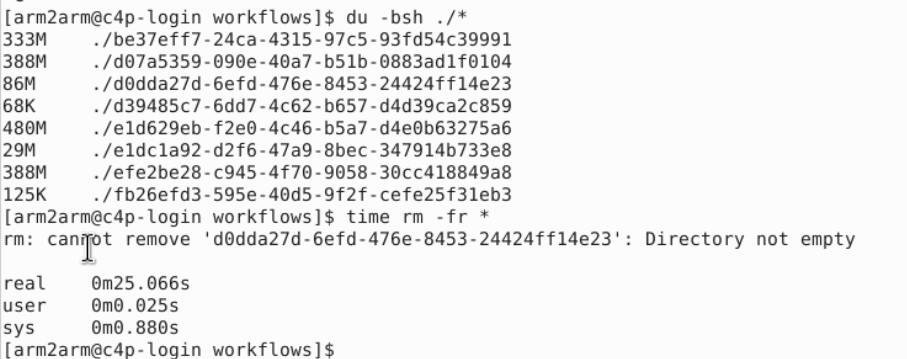 [arm2arm@c4p-login workflows]$ du -bsh ./*
333M    ./be37eff7-24ca-4315-97c5-93fd54c39991
388M    ./d07a5359-090e-40a7-b51b-0883ad1f0104
86M     ./d0dda27d-6efd-476e-8453-24424ff14e23
68K     ./d39485c7-6dd7-4c62-b657-d4d39ca2c859
480M    ./e1d629eb-f2e0-4c46-b5a7-d4e0b63275a6
29M     ./e1dc1a92-d2f6-47a9-8bec-347914b733e8
388M    ./efe2be28-c945-4f70-9058-30cc418849a8
125K    ./fb26efd3-595e-40d5-9f2f-cefe25f31eb3
[arm2arm@c4p-login workflows]$ time rm -fr *
rm: cannot remove 'd0dda27d-6efd-476e-8453-24424ff14e23': Directory not empty
real    0m25.066s
user    0m0.025s
sys     0m0.880s
[arm2arm@c4p-login workflows]$